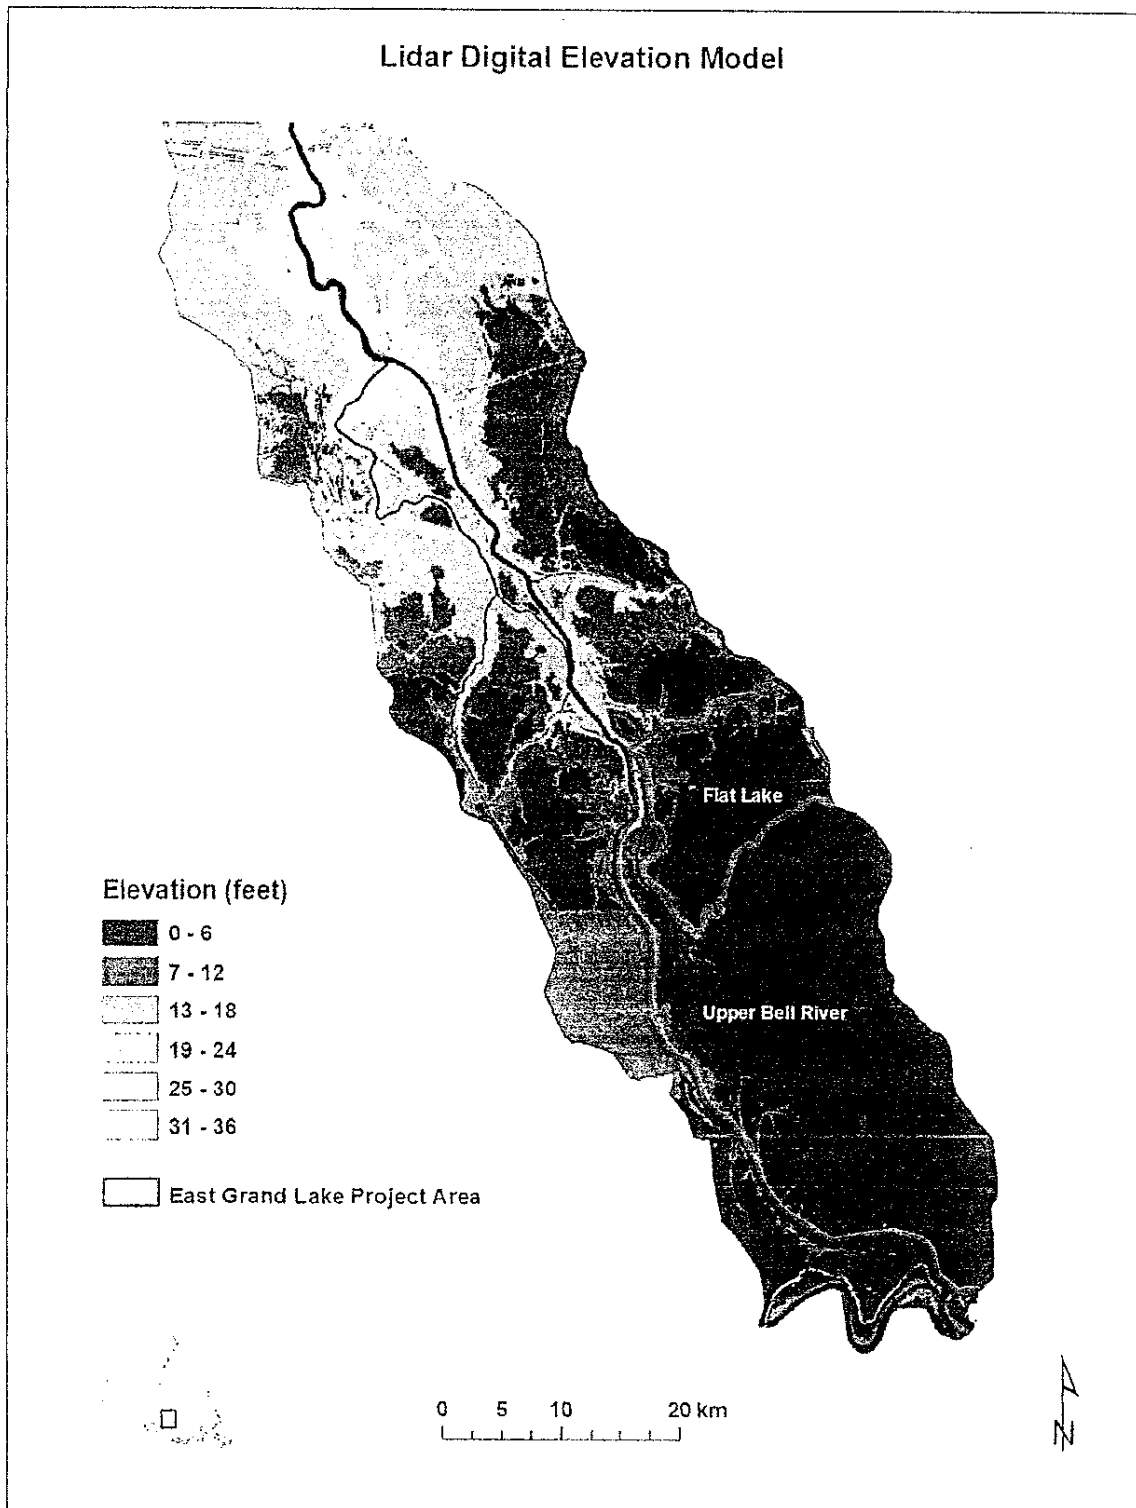 Lidar Digital Elevation Model
Flat Lake
Upper Bell River
Elevation (feet)
0 - 6
7 - 12
13 - 18
19 - 24
25 - 30
31 - 36
East Grand Lake Project Area
0 5 10 20 km
N